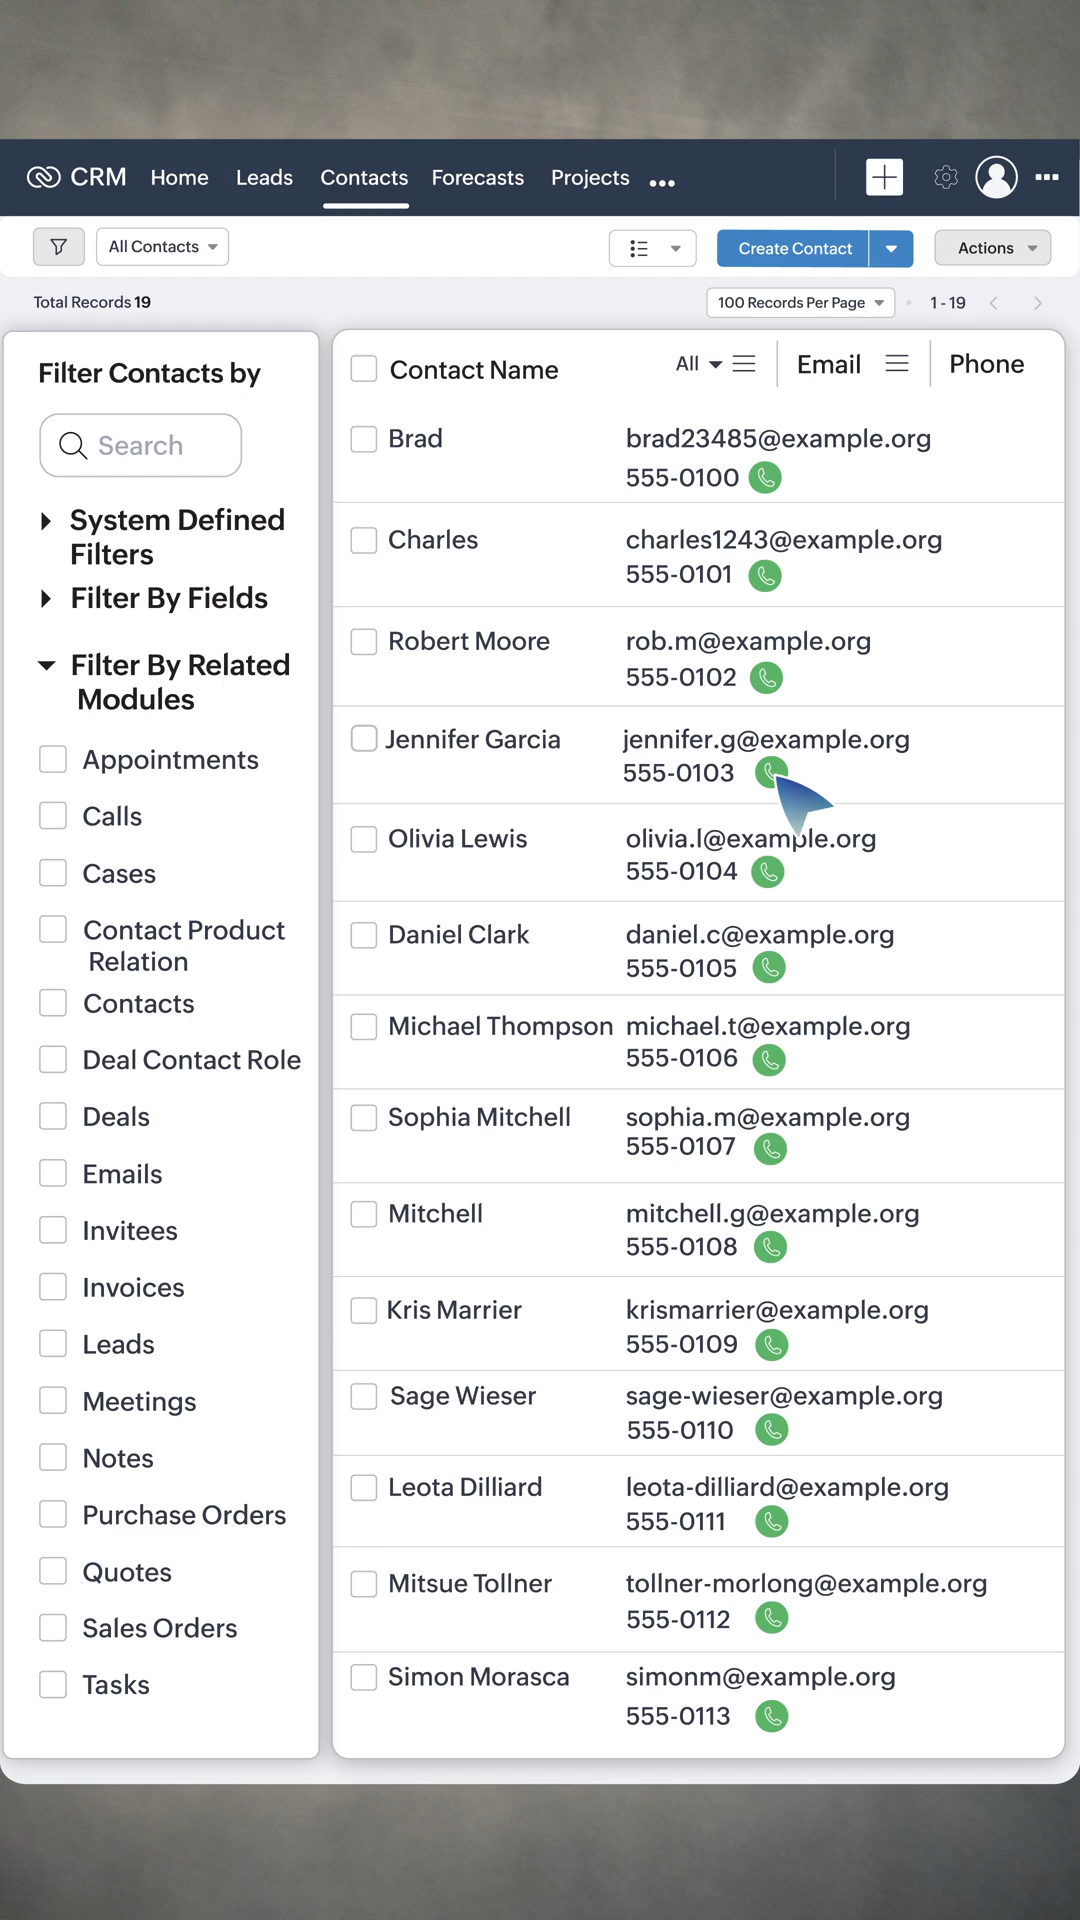 CRM Home Leads Contacts Forecasts Projects
All Contacts Create Contact Actions
Total Records 19 100 Records Per Page 1 - 19
Filter Contacts by
Search
System Defined
Filters
Filter By Fields
Filter By Related
Modules
Appointments
Calls
Cases
Contact Product
Relation
Contacts
Deal Contact Role
Deals
Emails
Invitees
Invoices
Leads
Meetings
Notes
Purchase Orders
Quotes
Sales Orders
Tasks
Contact Name All Email Phone
Brad brad23485@example.org
555-0100
Charles charles1243@example.org
555-0101
Robert Moore rob.m@example.org
555-0102
Jennifer Garcia jennifer.g@example.org
555-0103
Olivia Lewis olivia.l@example.org
555-0104
Daniel Clark daniel.c@example.org
555-0105
Michael Thompson michael.t@example.org
555-0106
Sophia Mitchell sophia.m@example.org
555-0107
Mitchell mitchell.g@example.org
555-0108
Kris Marrier krismarrier@example.org
555-0109
Sage Wieser sage-wieser@example.org
555-0110
Leota Dilliard leota-dilliard@example.org
555-0111
Mitsue Tollner tollner-morlong@example.org
555-0112
Simon Morasca simonm@example.org
555-0113